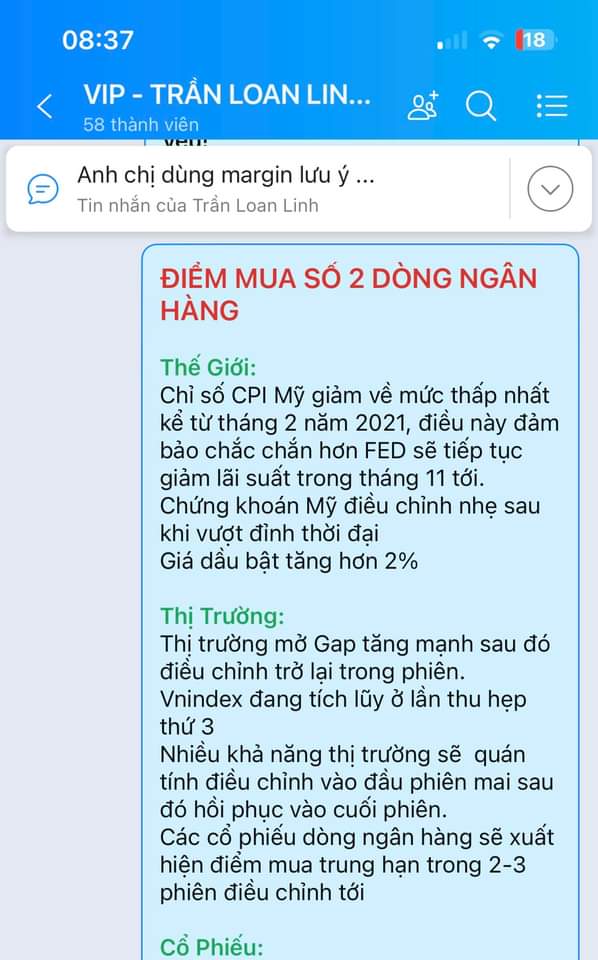 08:37
18
VIP - TRẦN LOAN LIN...
58 thành viên
Anh chị dùng margin lưu ý ...
Tin nhắn của Trần Loan Linh
ĐIỂM MUA SỐ 2 DÒNG NGÂN
HÀNG
Thế Giới:
Chỉ số CPI Mỹ giảm về mức thấp nhất
kể từ tháng 2 năm 2021, điều này đảm
bảo chắc chắn hơn FED sẽ tiếp tục
giảm lãi suất trong tháng 11 tới.
Chứng khoán Mỹ điều chỉnh nhẹ sau
khi vượt đỉnh thời đại
Giá dầu bật tăng hơn 2%
Thị Trường:
Thị trường mở Gap tăng mạnh sau đó
điều chỉnh trở lại trong phiên.
Vnindex đang tích lũy ở lần thu hẹp
thứ 3
Nhiều khả năng thị trường sẽ quán
tính điều chỉnh vào đầu phiên mai sau
đó hồi phục vào cuối phiên.
Các cổ phiếu dòng ngân hàng sẽ xuất
hiện điểm mua trung hạn trong 2-3
phiên điều chỉnh tới
Cổ Phiếu: